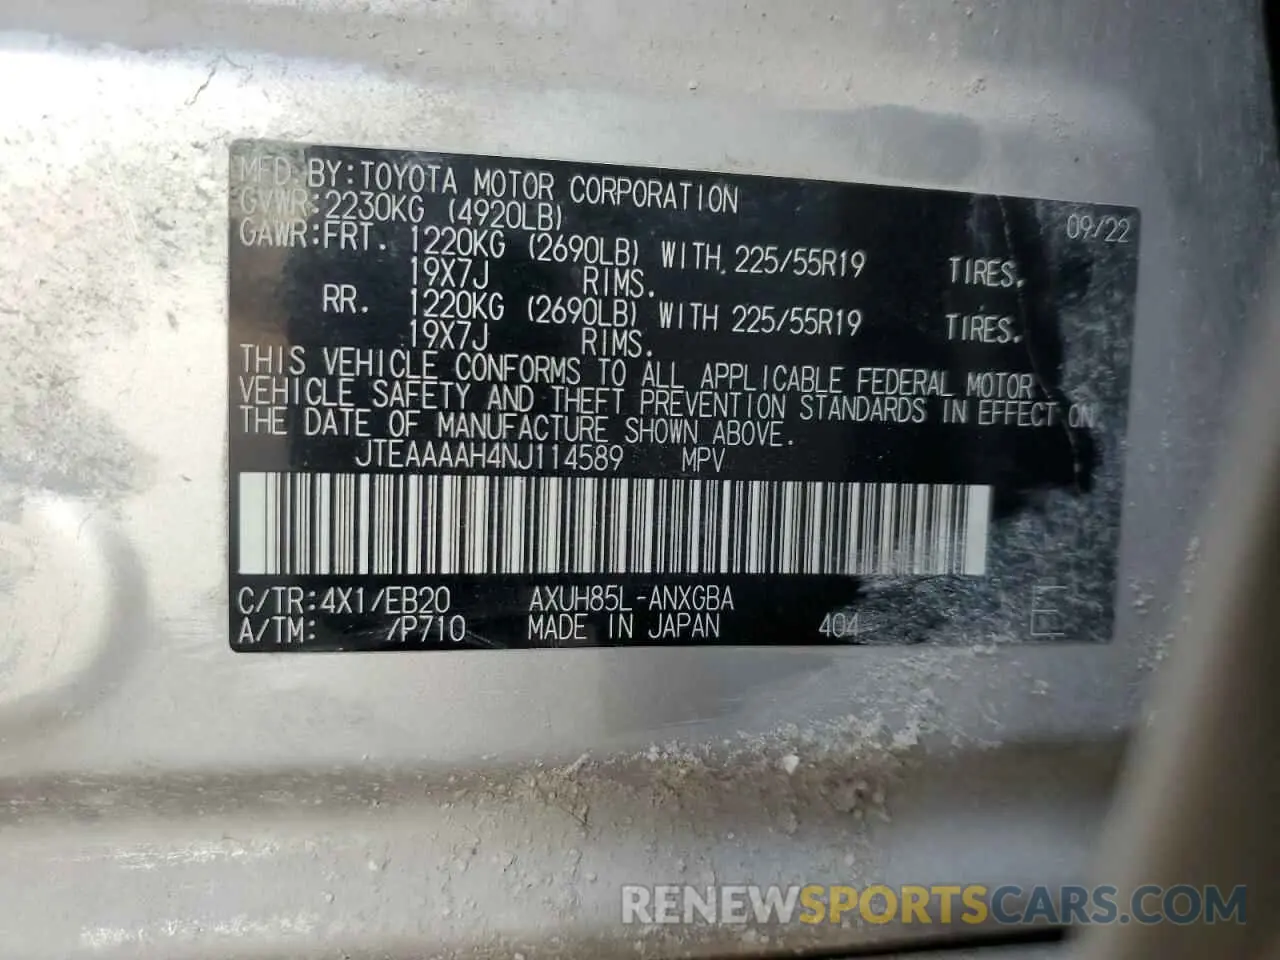 MFD. BY:TOYOTA MOTOR CORPORATION 09/22
GVWR:2230KG (4920LB)
GAWR:FRT. 1220KG (2690LB) WITH 225/55R19 TIRES,
19X7J RIMS.
RR. 1220KG (2690LB) WITH 225/55R19 TIRES.
19X7J RIMS.
THIS VEHICLE CONFORMS TO ALL APPLICABLE FEDERAL MOTOR
VEHICLE SAFETY AND THEFT PREVENTION STANDARDS IN EFFECT ON
THE DATE OF MANUFACTURE SHOWN ABOVE.
JTEAAAAH4NJ114589 MPV
C/TR:4X1/EB20 AXUH85L-ANXGBA
A/TM: /P710 MADE IN JAPAN 404 E
RENEWSPORTSCARS.COM